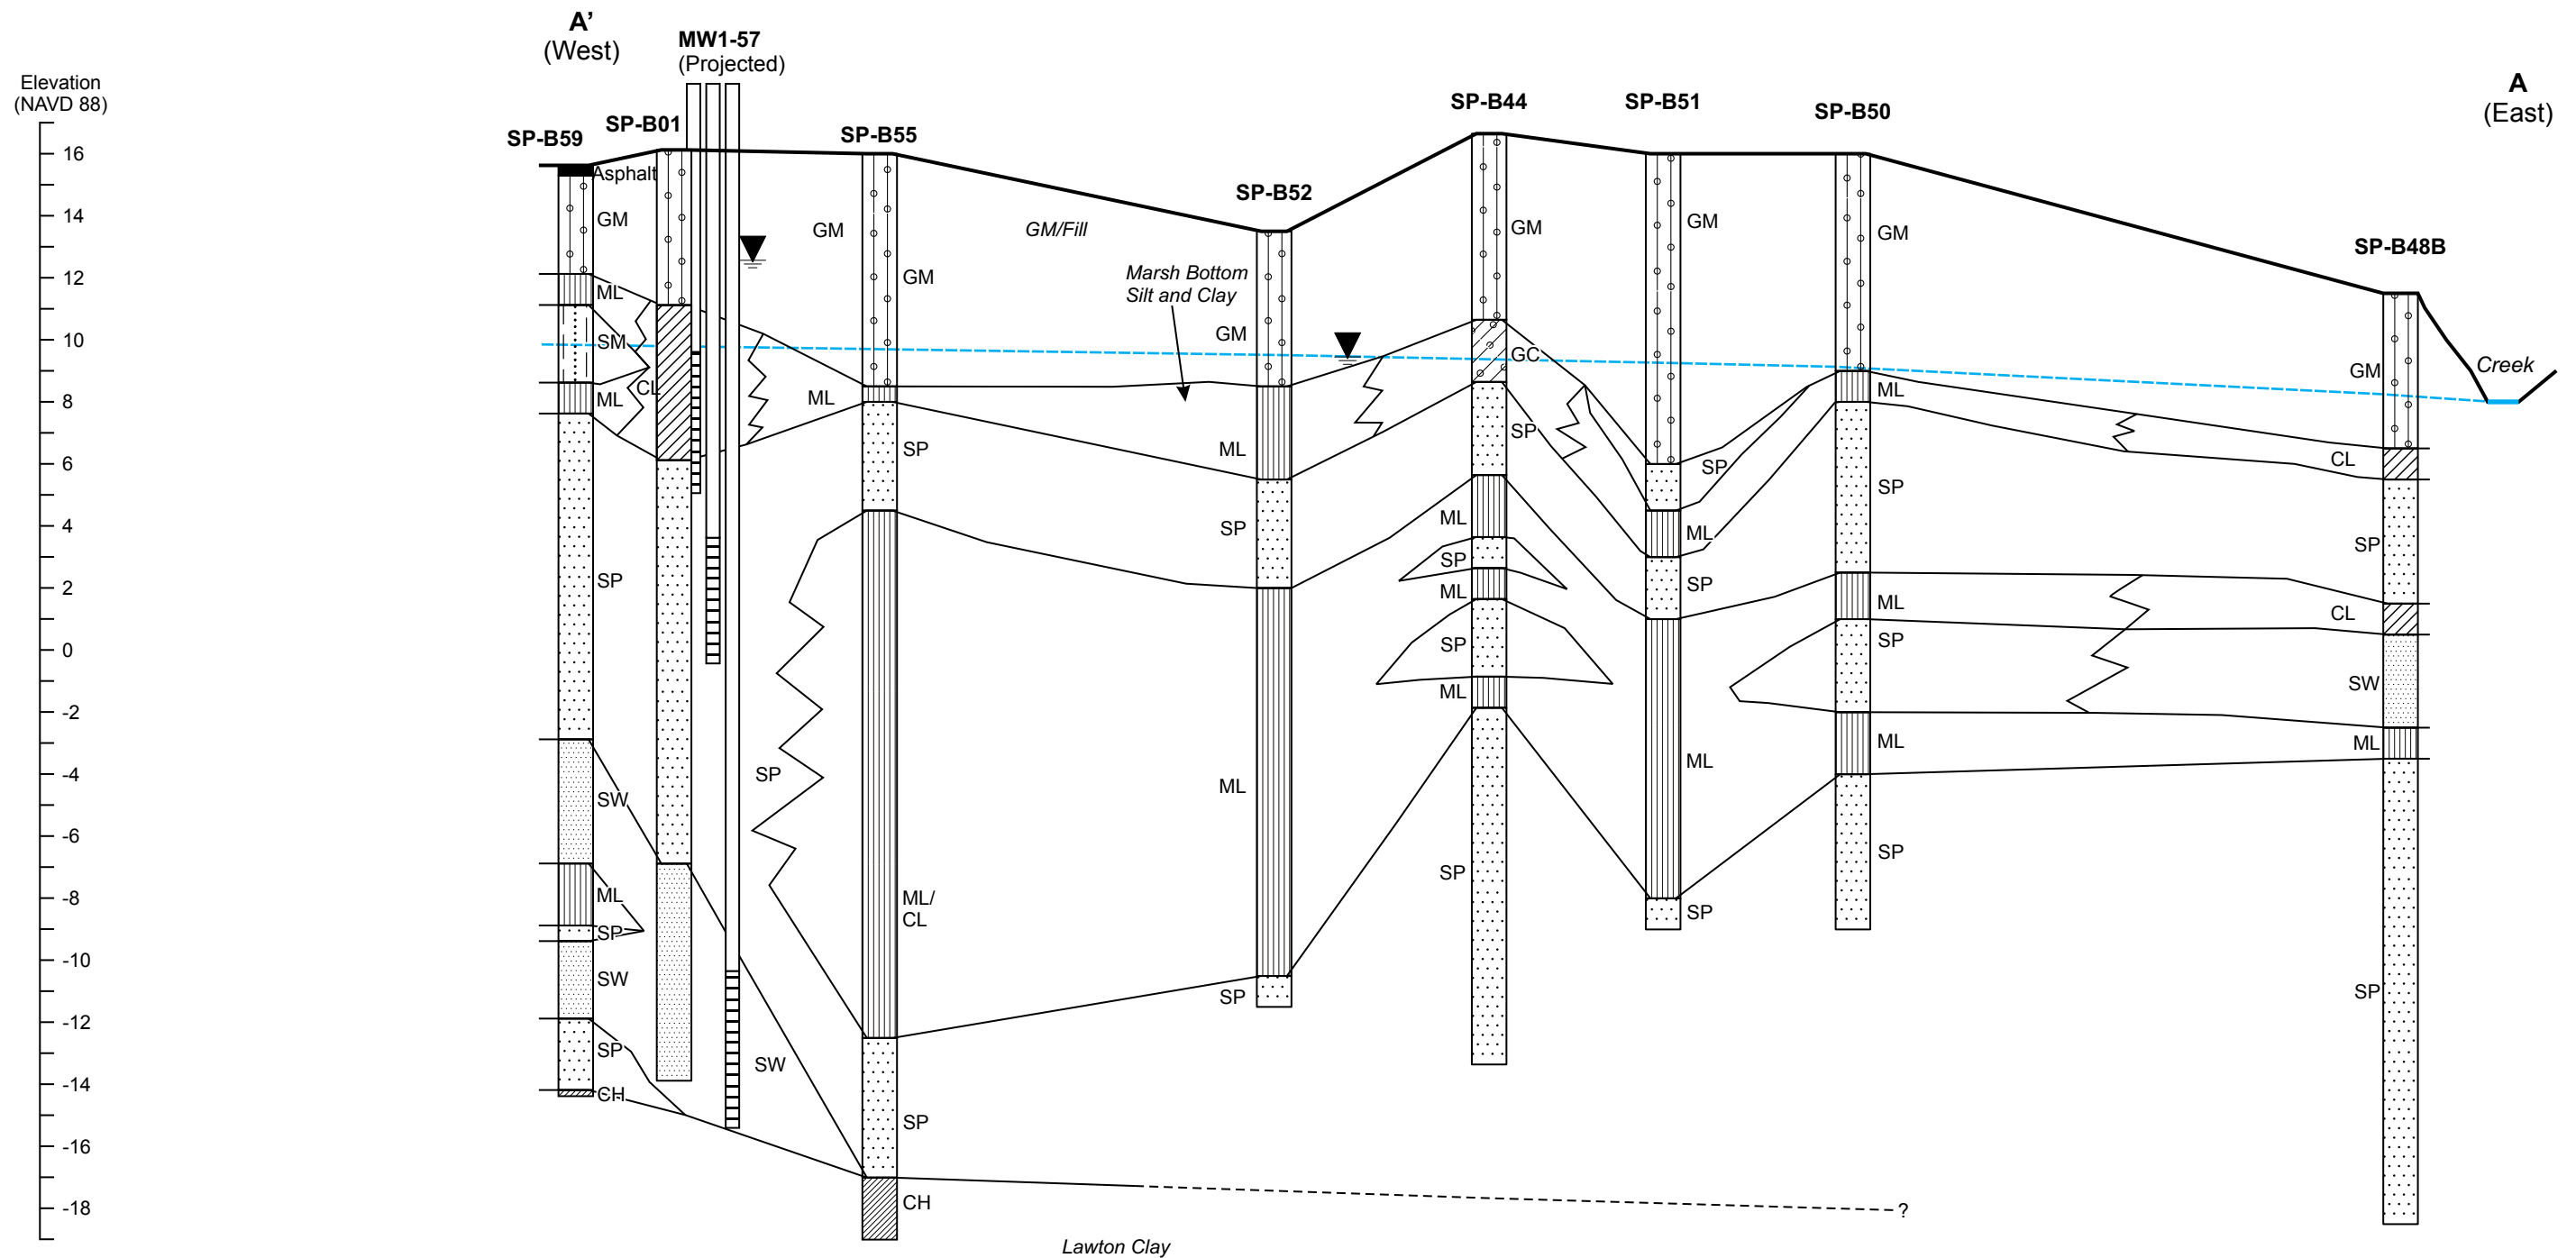 A’
(West)
MW1-57
(Projected)
Elevation
(NAVD 88)
A
(East)
SP-B59
SP-B01
SP-B55
SP-B52
SP-B44
SP-B51
SP-B50
SP-B48B
16
14
12
10
8
6
4
2
0
-2
-4
-6
-8
-10
-12
-14
-16
-18
Asphalt
GM
ML
SM
ML
SP
SW
ML
SP
SW
SP
CH
CL
SP
SW
GM
ML
GM
SP
ML/
CL
SP
CH
GM/Fill
Marsh Bottom
Silt and Clay
GM
ML
SP
ML
SP
GM
GC
SP
ML
SP
ML
SP
ML
SP
GM
SP
ML
SP
ML
SP
GM
ML
SP
ML
SP
ML
SP
GM
CL
SP
CL
SW
ML
SP
Creek
?
Lawton Clay